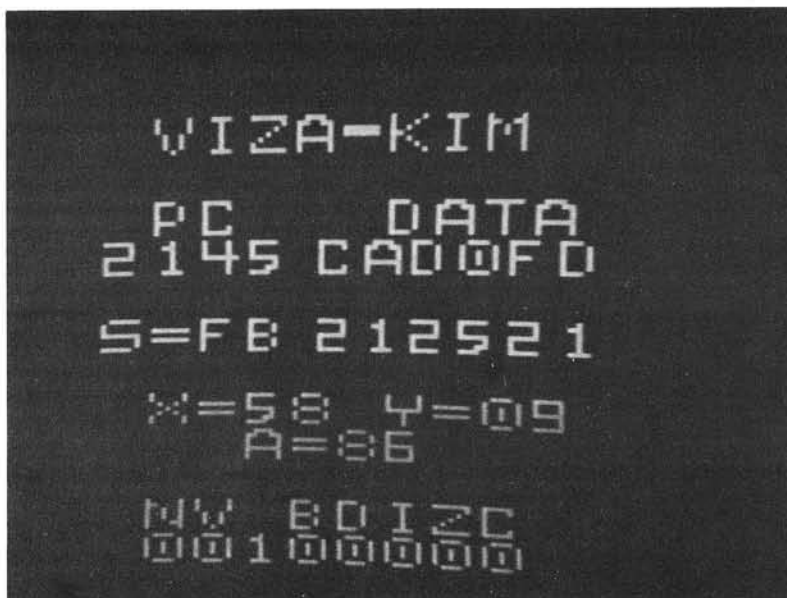 VIZA-KIM
PC DATA
2145 CAD0FD
S=FB 212521
X=58 Y=09
A=86
NV BDIZC
00100000